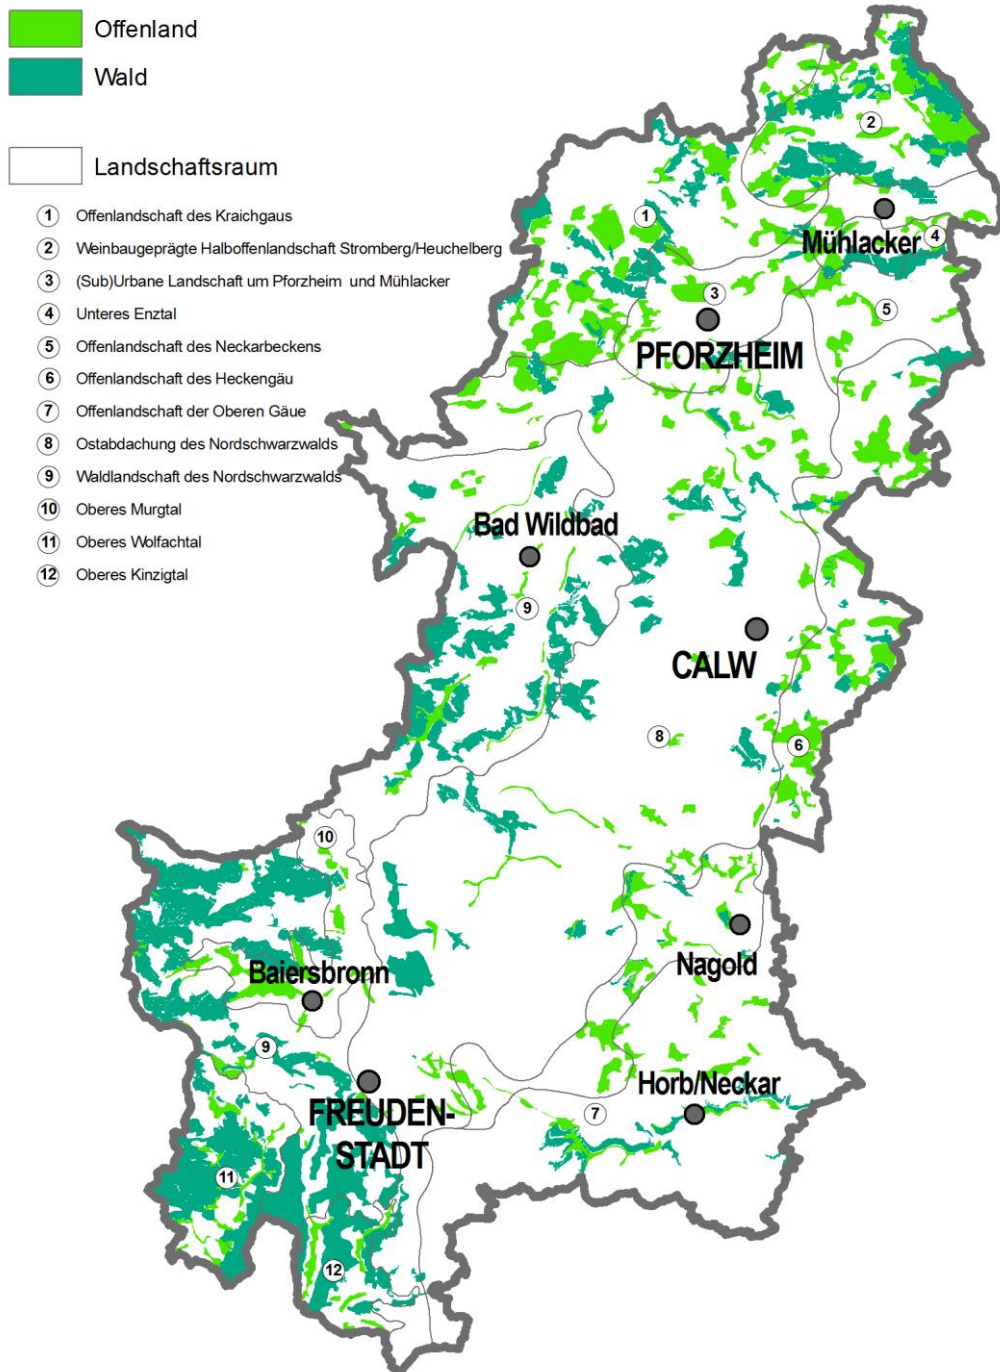 Offenland
Wald
Landschaftsraum
1 Offenlandschaft des Kraichgaus
2 Weinbaugeprägte Halboffenlandschaft Stromberg/Heuchelberg
3 (Sub)Urbane Landschaft um Pforzheim und Mühlacker
4 Unteres Enztal
5 Offenlandschaft des Neckarbeckens
6 Offenlandschaft des Heckengäu
7 Offenlandschaft der Oberen Gäue
8 Ostabdachung des Nordschwarzwalds
9 Waldlandschaft des Nordschwarzwalds
10 Oberes Murgtal
11 Oberes Wolfachtal
12 Oberes Kinzigtal
2
1
Mühlacker
4
3
5
PFORZHEIM
Bad Wildbad
9
CALW
8
6
10
Nagold
Baiersbronn
9
Horb/Neckar
7
FREUDEN-
STADT
11
12